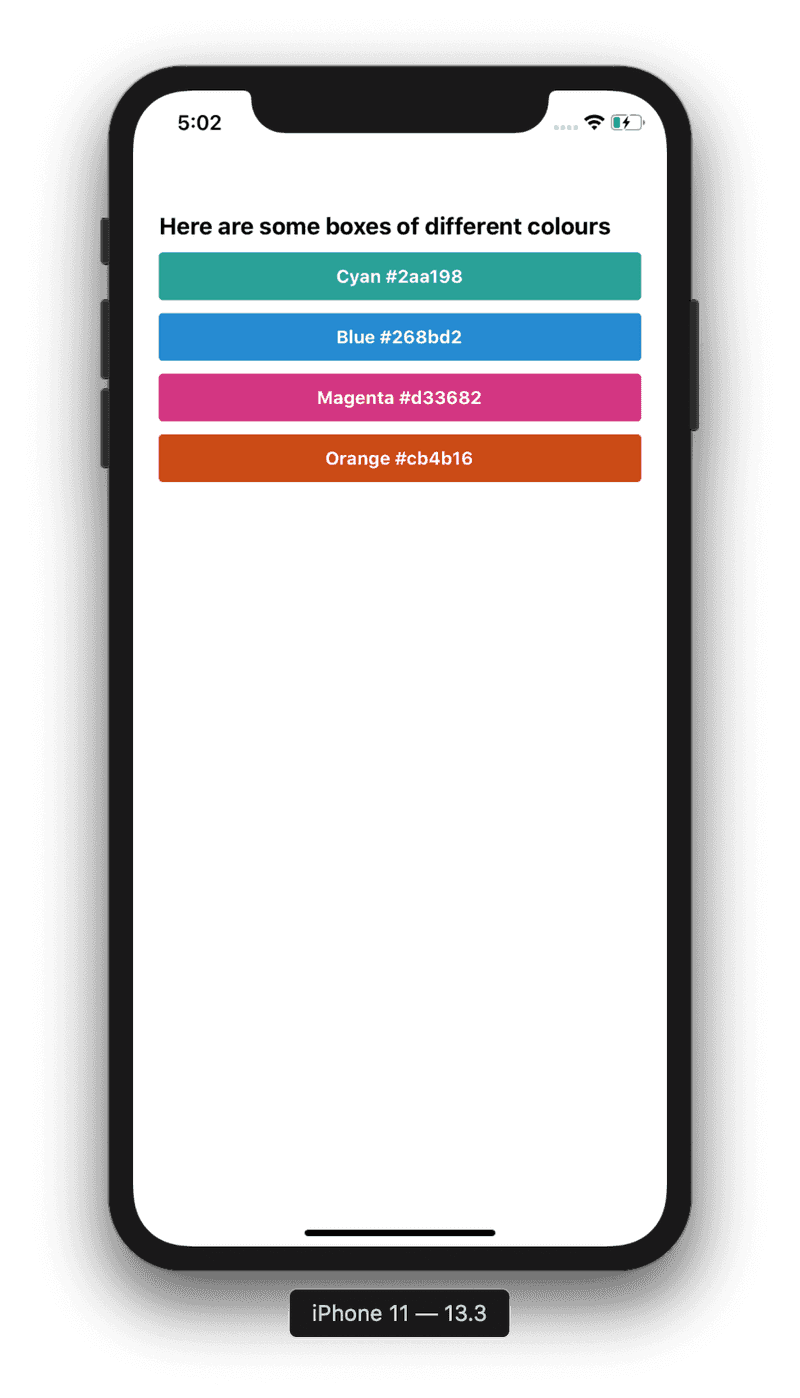 5:02
Here are some boxes of different colours
Cyan #2aa198
Blue #268bd2
Magenta #d33682
Orange #cb4b16
iPhone 11 — 13.3